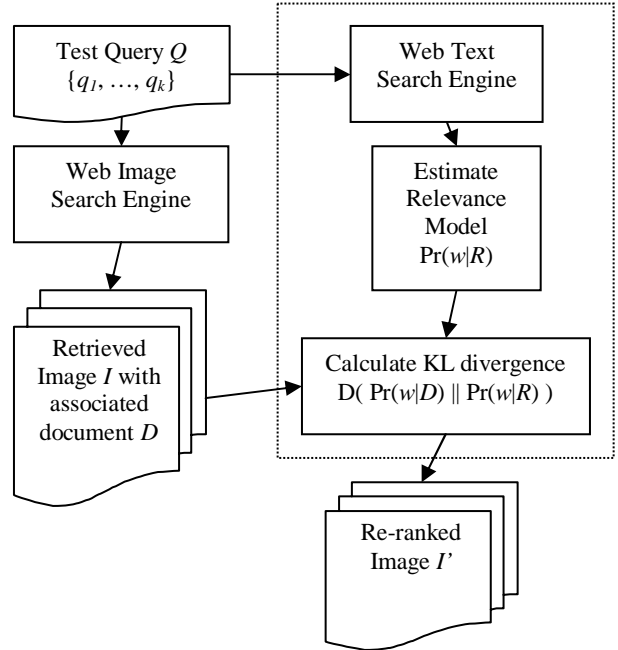 Test Query Q
{q1, …, qk}
Web Text
Search Engine
Web Image
Search Engine
Estimate
Relevance
Model
Pr(w|R)
Retrieved
Image I with
associated
document D
Calculate KL divergence
D( Pr(w|D) || Pr(w|R) )
Re-ranked
Image I’